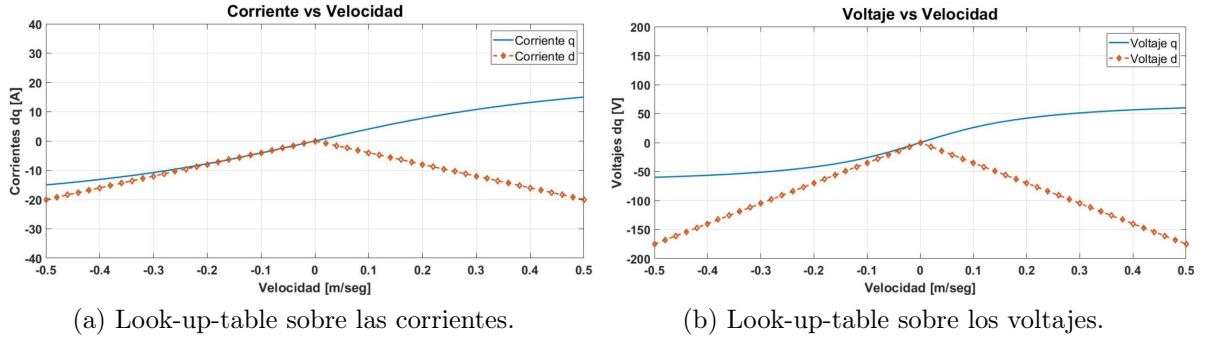 Corriente vs Velocidad
40
30
20
10
0
-10
-20
-30
-40
Corrientes dq [A]
Corriente q
Corriente d
-0.5 -0.4 -0.3 -0.2 -0.1 0 0.1 0.2 0.3 0.4 0.5
Velocidad [m/seg]
(a) Look-up-table sobre las corrientes.
Voltaje vs Velocidad
200
150
100
50
0
-50
-100
-150
-200
Voltajes dq [V]
Voltaje q
Voltaje d
-0.5 -0.4 -0.3 -0.2 -0.1 0 0.1 0.2 0.3 0.4 0.5
Velocidad [m/seg]
(b) Look-up-table sobre los voltajes.